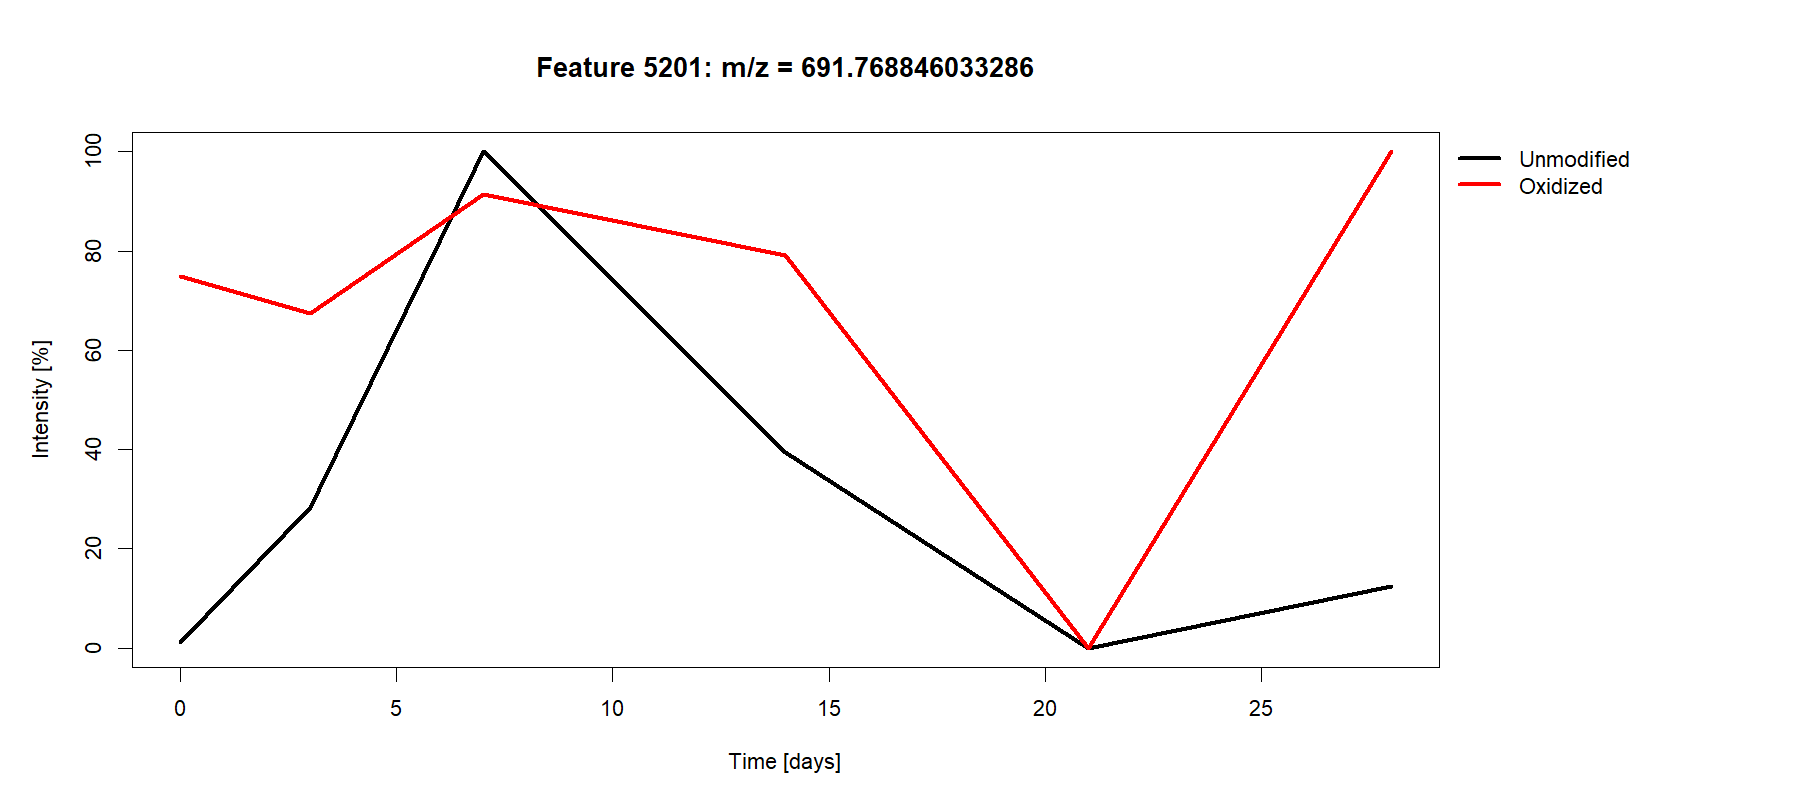 Feature 5201: m/z = 691.768846033286
Unmodified
Oxidized
Intensity [%]
100
80
60
40
20
0
0 5 10 15 20 25
Time [days]